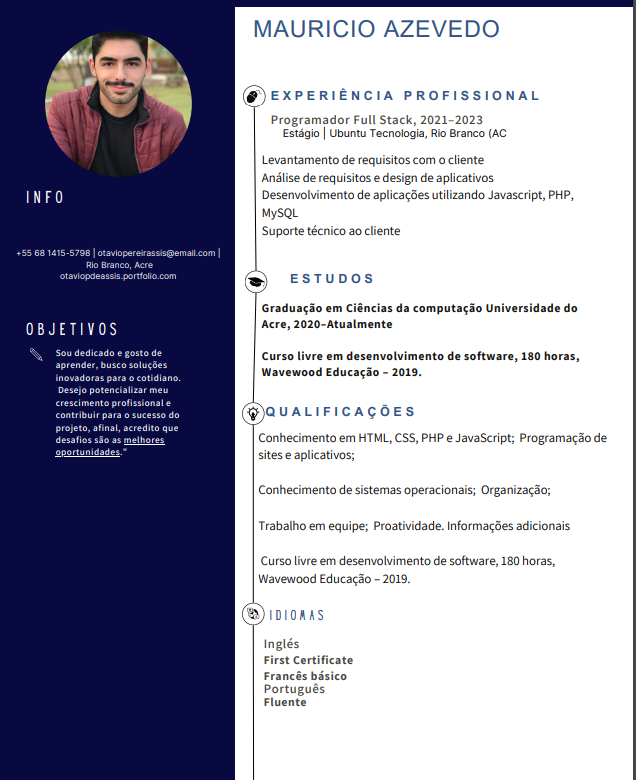 MAURICIO AZEVEDO
INFO
+55 68 1415-5798 | otaviopereirassis@email.com |
Rio Branco, Acre
otaviopdeassis.portfolio.com
OBJETIVOS
Sou dedicado e gosto de
aprender, busco soluções
inovadoras para o cotidiano.
Desejo potencializar meu
crescimento profissional e
contribuir para o sucesso do
projeto, afinal, acredito que
desafios são as melhores
oportunidades.”
EXPERIÊNCIA PROFISSIONAL
Programador Full Stack, 2021–2023
Estágio | Ubuntu Tecnologia, Rio Branco (AC
Levantamento de requisitos com o cliente
Análise de requisitos e design de aplicativos
Desenvolvimento de aplicações utilizando Javascript, PHP,
MySQL
Suporte técnico ao cliente
ESTUDOS
Graduação em Ciências da computação Universidade do
Acre, 2020–Atualmente
Curso livre em desenvolvimento de software, 180 horas,
Wavewood Educação – 2019.
QUALIFICAÇÕES
Conhecimento em HTML, CSS, PHP e JavaScript; Programação de
sites e aplicativos;
Conhecimento de sistemas operacionais; Organização;
Trabalho em equipe; Proatividade. Informações adicionais
Curso livre em desenvolvimento de software, 180 horas,
Wavewood Educação – 2019.
IDIOMAS
Inglés
First Certificate
Francês básico
Português
Fluente